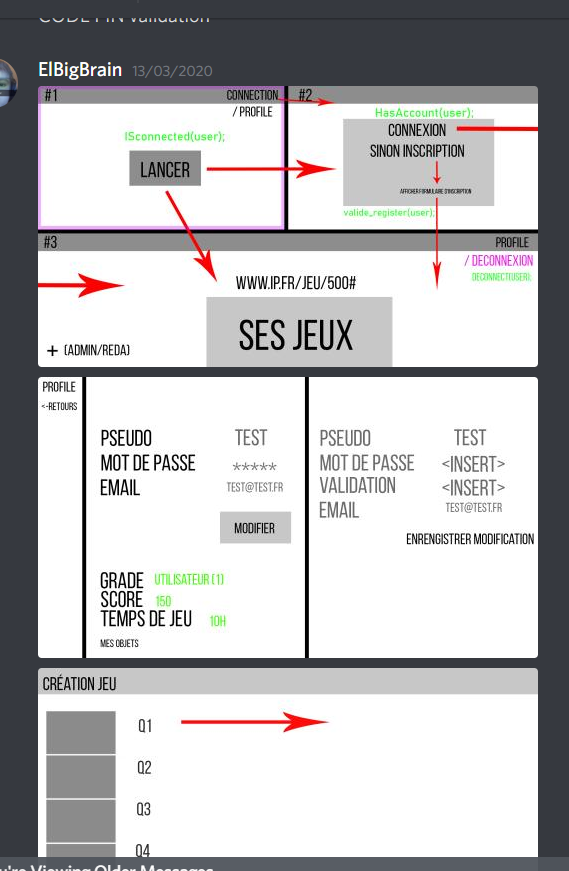 CODE PIN validation
ElBigBrain 13/03/2020
#1
CONNECTION
/ PROFILE
ISconnected(user);
LANCER
#2
HasAccount(user);
CONNEXION
SINON INSCRIPTION
AFFICHER FORMULAIRE D'INSCRIPTION
valide_register(user);
#3
PROFILE
/ DECONNEXION
DECONNECT(USER);
WWW.IP.FR/JEU/500#
SES JEUX
+ (ADMIN/REDA)
PROFILE
<-RETOURS
PSEUDO TEST
MOT DE PASSE *****
EMAIL TEST@TEST.FR
MODIFIER
GRADE UTILISATEUR (1)
SCORE 150
TEMPS DE JEU 10H
MES OBJETS
PSEUDO TEST
MOT DE PASSE <INSERT>
VALIDATION <INSERT>
EMAIL TEST@TEST.FR
ENRENGISTRER MODIFICATION
CRÉATION JEU
Q1
Q2
Q3
Q4
u're Viewing Older Messages